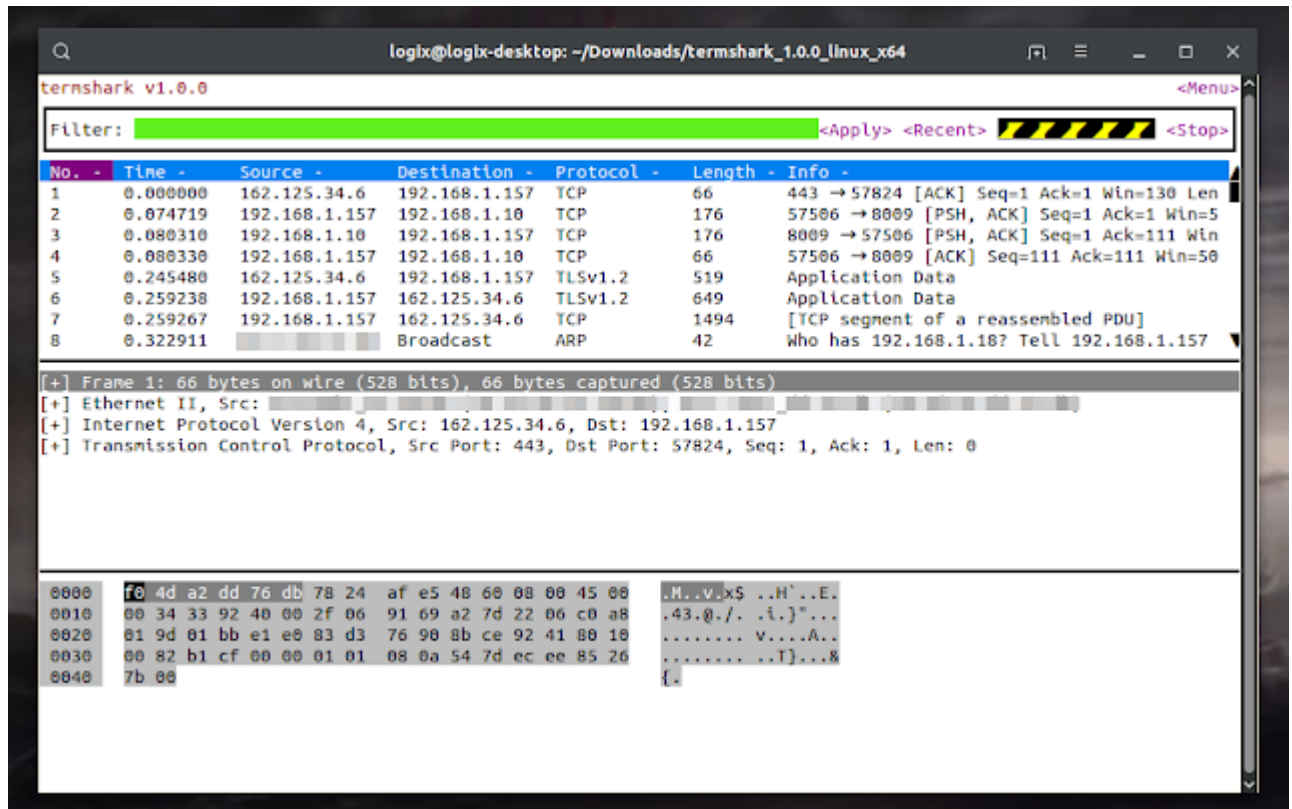 logix@logix-desktop: ~/Downloads/termshark_1.0.0_linux_x64
termshark v1.0.0 <Menu>
Filter: <Apply> <Recent> <Stop>
No. - Time - Source - Destination - Protocol - Length - Info -
1 0.000000 162.125.34.6 192.168.1.157 TCP 66 443 → 57824 [ACK] Seq=1 Ack=1 Win=130 Len
2 0.074719 192.168.1.157 192.168.1.10 TCP 176 57506 → 8009 [PSH, ACK] Seq=1 Ack=1 Win=5
3 0.080310 192.168.1.10 192.168.1.157 TCP 176 8009 → 57506 [PSH, ACK] Seq=1 Ack=111 Win
4 0.080330 192.168.1.157 192.168.1.10 TCP 66 57506 → 8009 [ACK] Seq=111 Ack=111 Win=50
5 0.245480 162.125.34.6 192.168.1.157 TLSv1.2 519 Application Data
6 0.259238 192.168.1.157 162.125.34.6 TLSv1.2 649 Application Data
7 0.259267 192.168.1.157 162.125.34.6 TCP 1494 [TCP segment of a reassembled PDU]
8 0.322911 Broadcast ARP 42 Who has 192.168.1.18? Tell 192.168.1.157
[+] Frame 1: 66 bytes on wire (528 bits), 66 bytes captured (528 bits)
[+] Ethernet II, Src:
[+] Internet Protocol Version 4, Src: 162.125.34.6, Dst: 192.168.1.157
[+] Transmission Control Protocol, Src Port: 443, Dst Port: 57824, Seq: 1, Ack: 1, Len: 0
0000 f0 4d a2 dd 76 db 78 24 af e5 48 60 08 00 45 00 .M..v.x$ ..H`..E.
0010 00 34 33 92 40 00 2f 06 91 69 a2 7d 22 06 c0 a8 .43.@./. .i.}"...
0020 01 9d 01 bb e1 e0 83 d3 76 90 8b ce 92 41 80 10 ........ v....A..
0030 00 82 b1 cf 00 00 01 01 08 0a 54 7d ec ee 85 26 ........ ..T}...&
0040 7b 00 {.